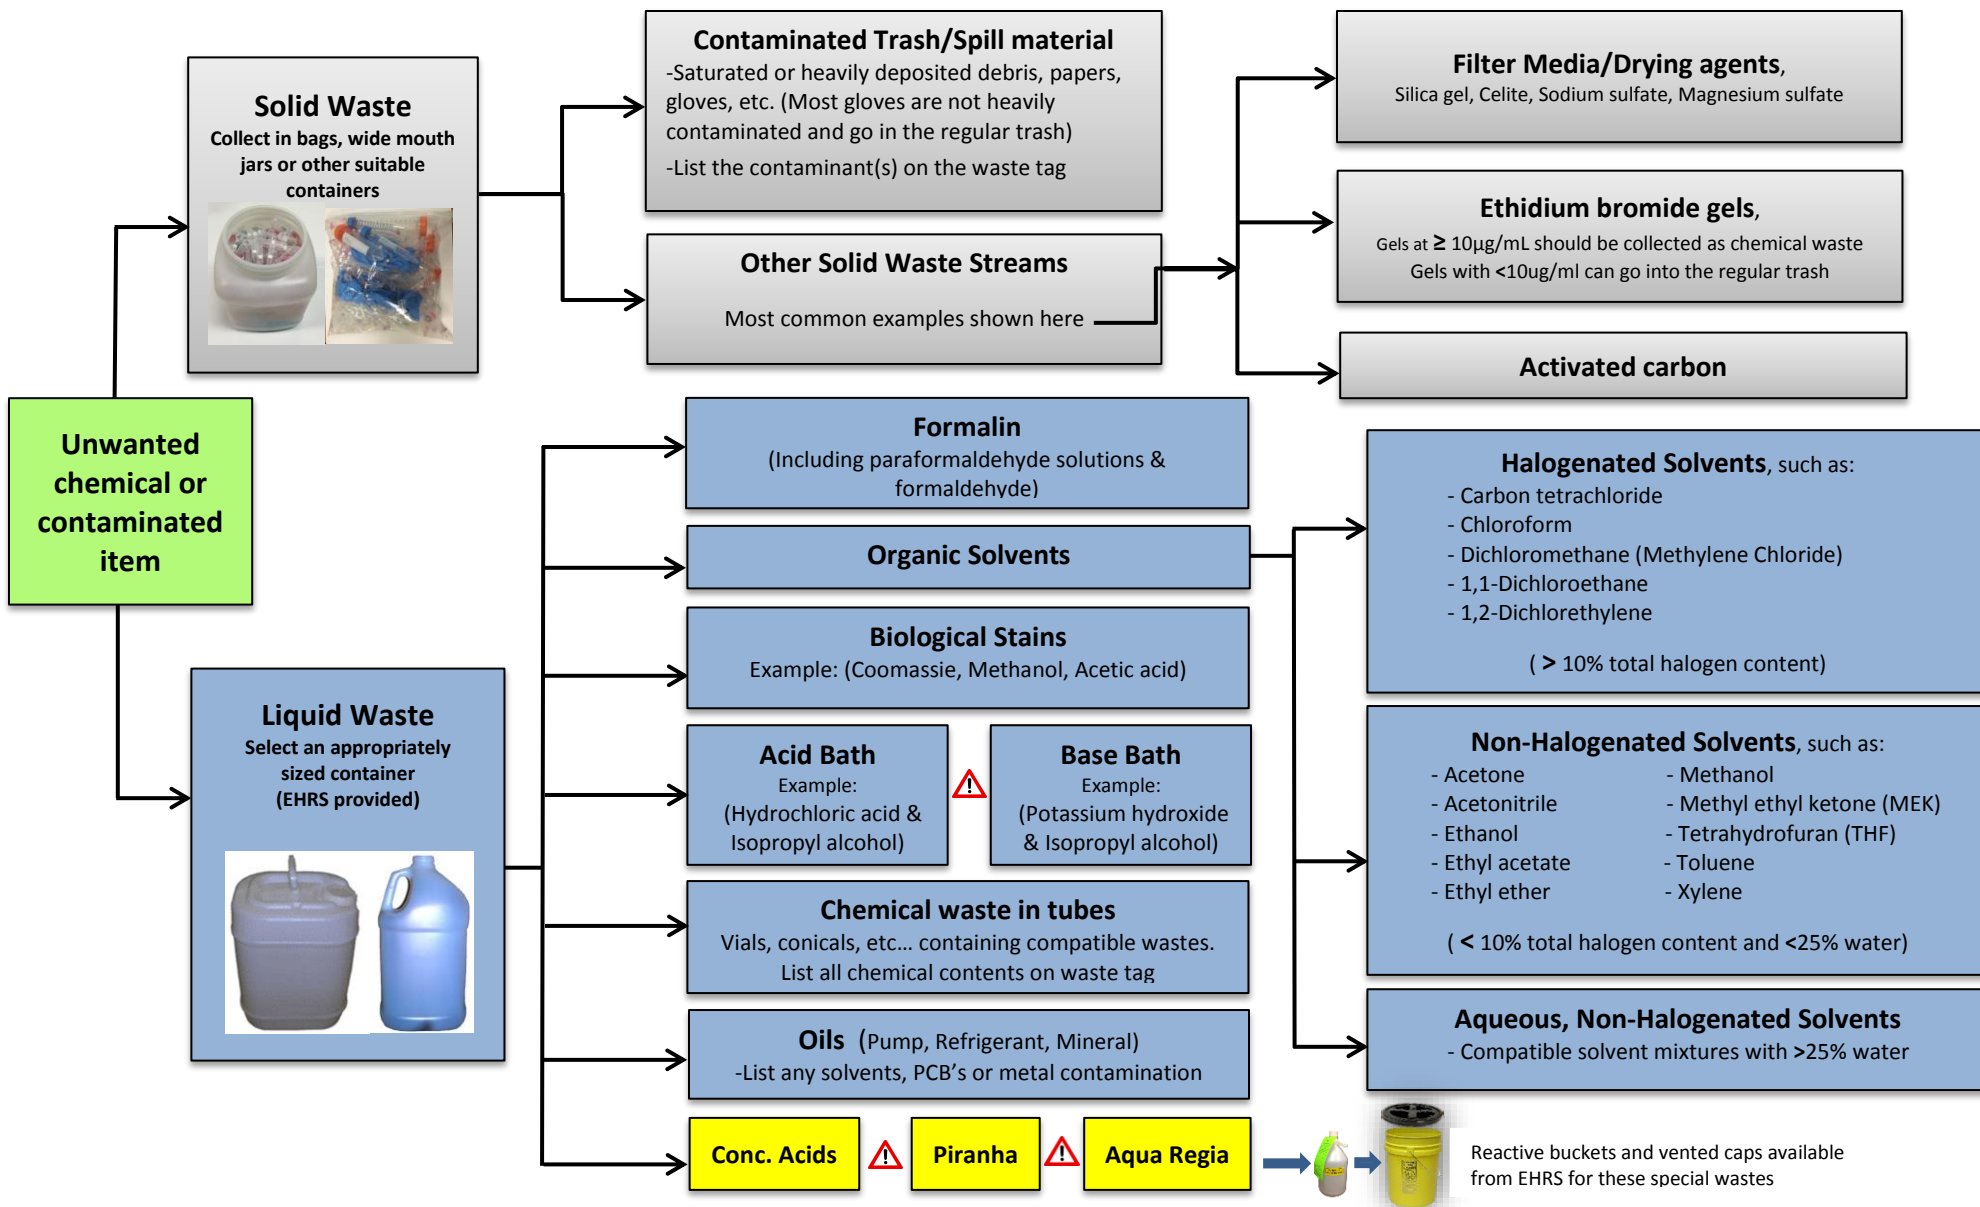 Unwanted
chemical or
contaminated
item
Solid Waste
Collect in bags, wide mouth
jars or other suitable
containers
Contaminated Trash/Spill material
-Saturated or heavily deposited debris, papers,
gloves, etc. (Most gloves are not heavily
contaminated and go in the regular trash)
-List the contaminant(s) on the waste tag
Other Solid Waste Streams
Most common examples shown here
Filter Media/Drying agents,
Silica gel, Celite, Sodium sulfate, Magnesium sulfate
Ethidium bromide gels,
Gels at ≥ 10µg/mL should be collected as chemical waste
Gels with <10ug/ml can go into the regular trash
Activated carbon
Liquid Waste
Select an appropriately
sized container
(EHRS provided)
Formalin
(Including paraformaldehyde solutions &
formaldehyde)
Organic Solvents
Biological Stains
Example: (Coomassie, Methanol, Acetic acid)
Acid Bath
Example:
(Hydrochloric acid &
Isopropyl alcohol)
Base Bath
Example:
(Potassium hydroxide
& Isopropyl alcohol)
Chemical waste in tubes
Vials, conicals, etc... containing compatible wastes.
List all chemical contents on waste tag
Oils (Pump, Refrigerant, Mineral)
-List any solvents, PCB's or metal contamination
Conc. Acids
Piranha
Aqua Regia
Reactive buckets and vented caps available
from EHRS for these special wastes
Halogenated Solvents, such as:
- Carbon tetrachloride
- Chloroform
- Dichloromethane (Methylene Chloride)
- 1,1-Dichloroethane
- 1,2-Dichlorethylene
( > 10% total halogen content)
Non-Halogenated Solvents, such as:
- Acetone
- Acetonitrile
- Ethanol
- Ethyl acetate
- Ethyl ether
- Methanol
- Methyl ethyl ketone (MEK)
- Tetrahydrofuran (THF)
- Toluene
- Xylene
( < 10% total halogen content and <25% water)
Aqueous, Non-Halogenated Solvents
- Compatible solvent mixtures with >25% water